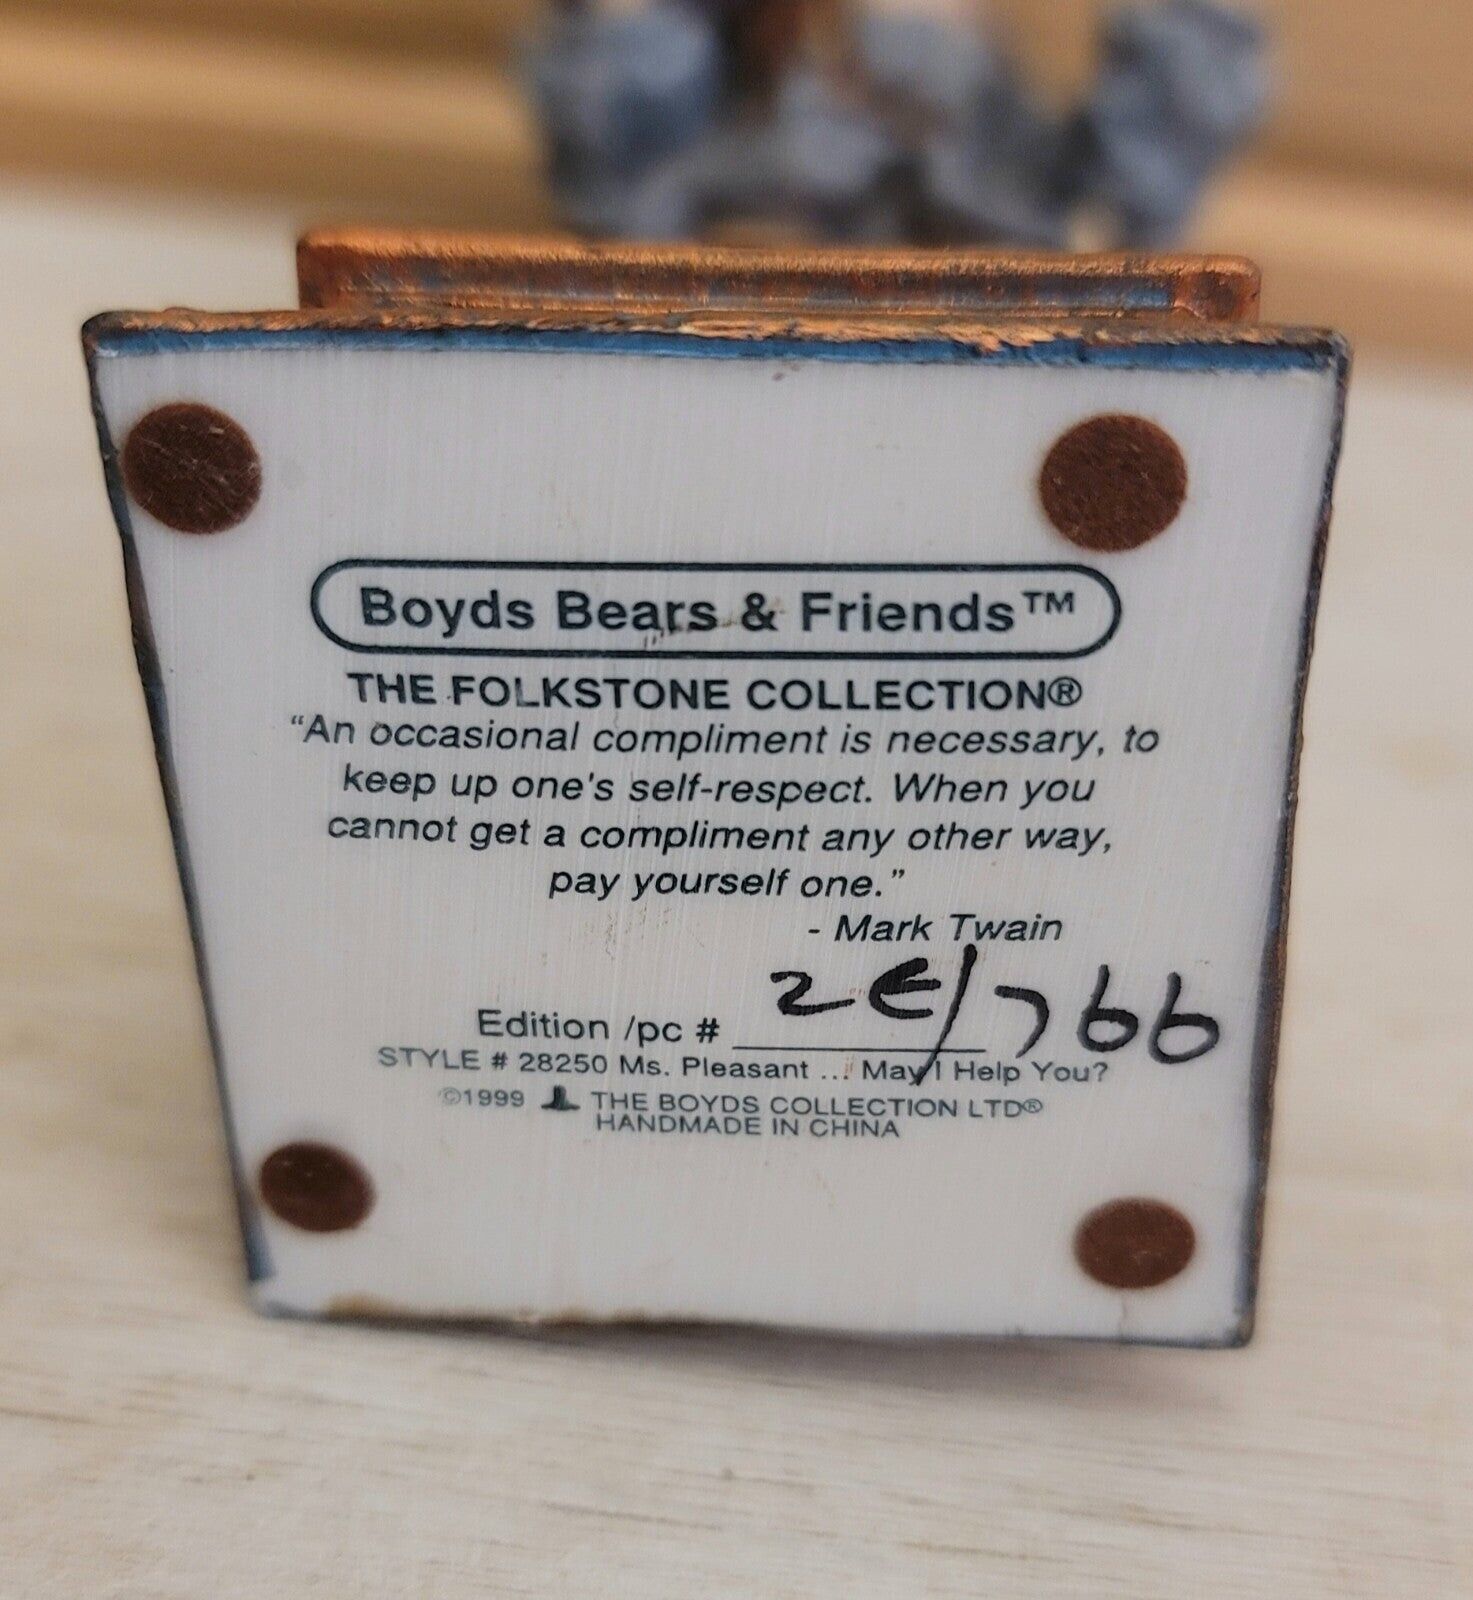 Boyds Bears & Friends™
THE FOLKSTONE COLLECTION®
“An occasional compliment is necessary, to
keep up one's self-respect. When you
cannot get a compliment any other way,
pay yourself one.”
- Mark Twain
Edition /pc # 2E/766
STYLE # 28250 Ms. Pleasant ... May I Help You?
©1999 THE BOYDS COLLECTION LTD®
HANDMADE IN CHINA